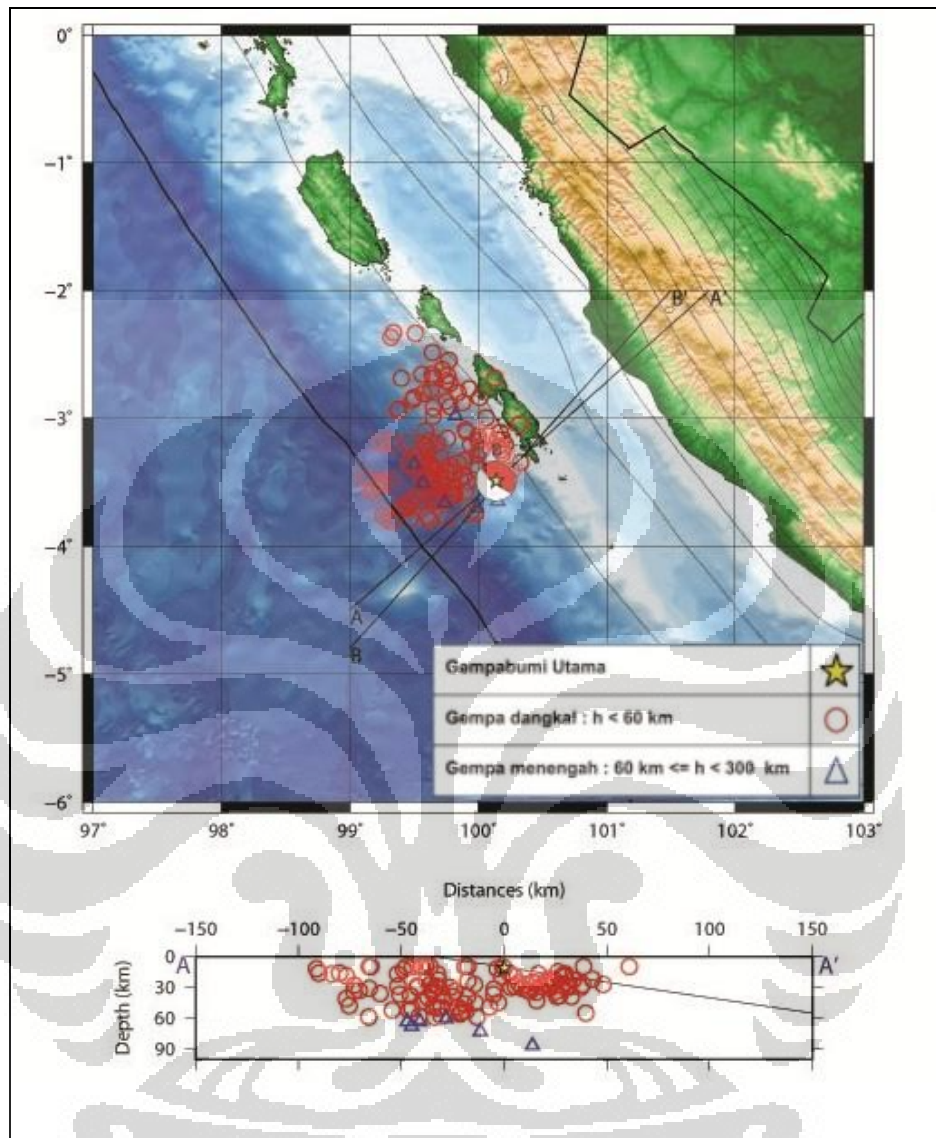 0°
−1°
−2°
B' A'
−3°
−4°
A
B
−5°
−6°
Gempabumi Utama
Gempa dangkal : h < 60 km
Gempa menengah : 60 km <= h < 300 km
97° 98° 99° 100° 101° 102° 103°
Distances (km)
−150 −100 −50 0 50 100 150
A A'
Depth (km)
0
30
60
90